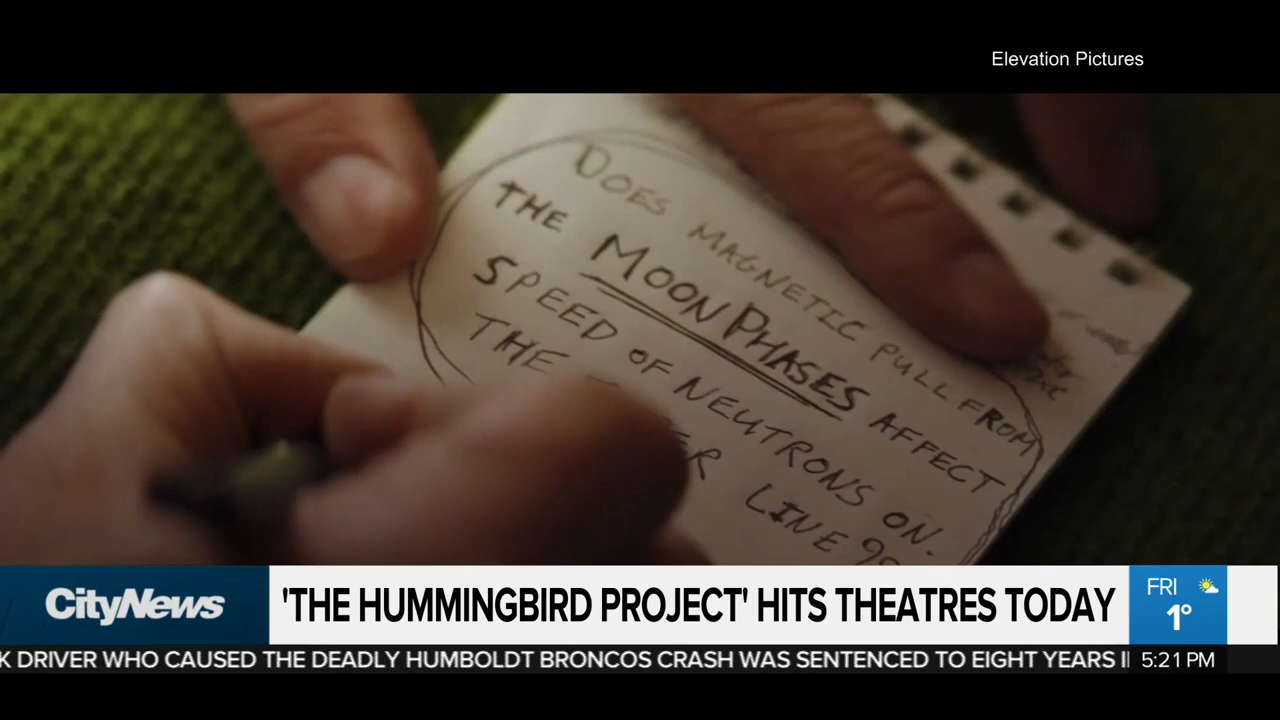 Elevation Pictures
DOES MAGNETIC PULL FROM
THE MOON PHASES AFFECT
SPEED OF NEUTRONS ON.
THE LINE
CityNews
'THE HUMMINGBIRD PROJECT' HITS THEATRES TODAY
FRI
1°
K DRIVER WHO CAUSED THE DEADLY HUMBOLDT BRONCOS CRASH WAS SENTENCED TO EIGHT YEARS I
5:21 PM